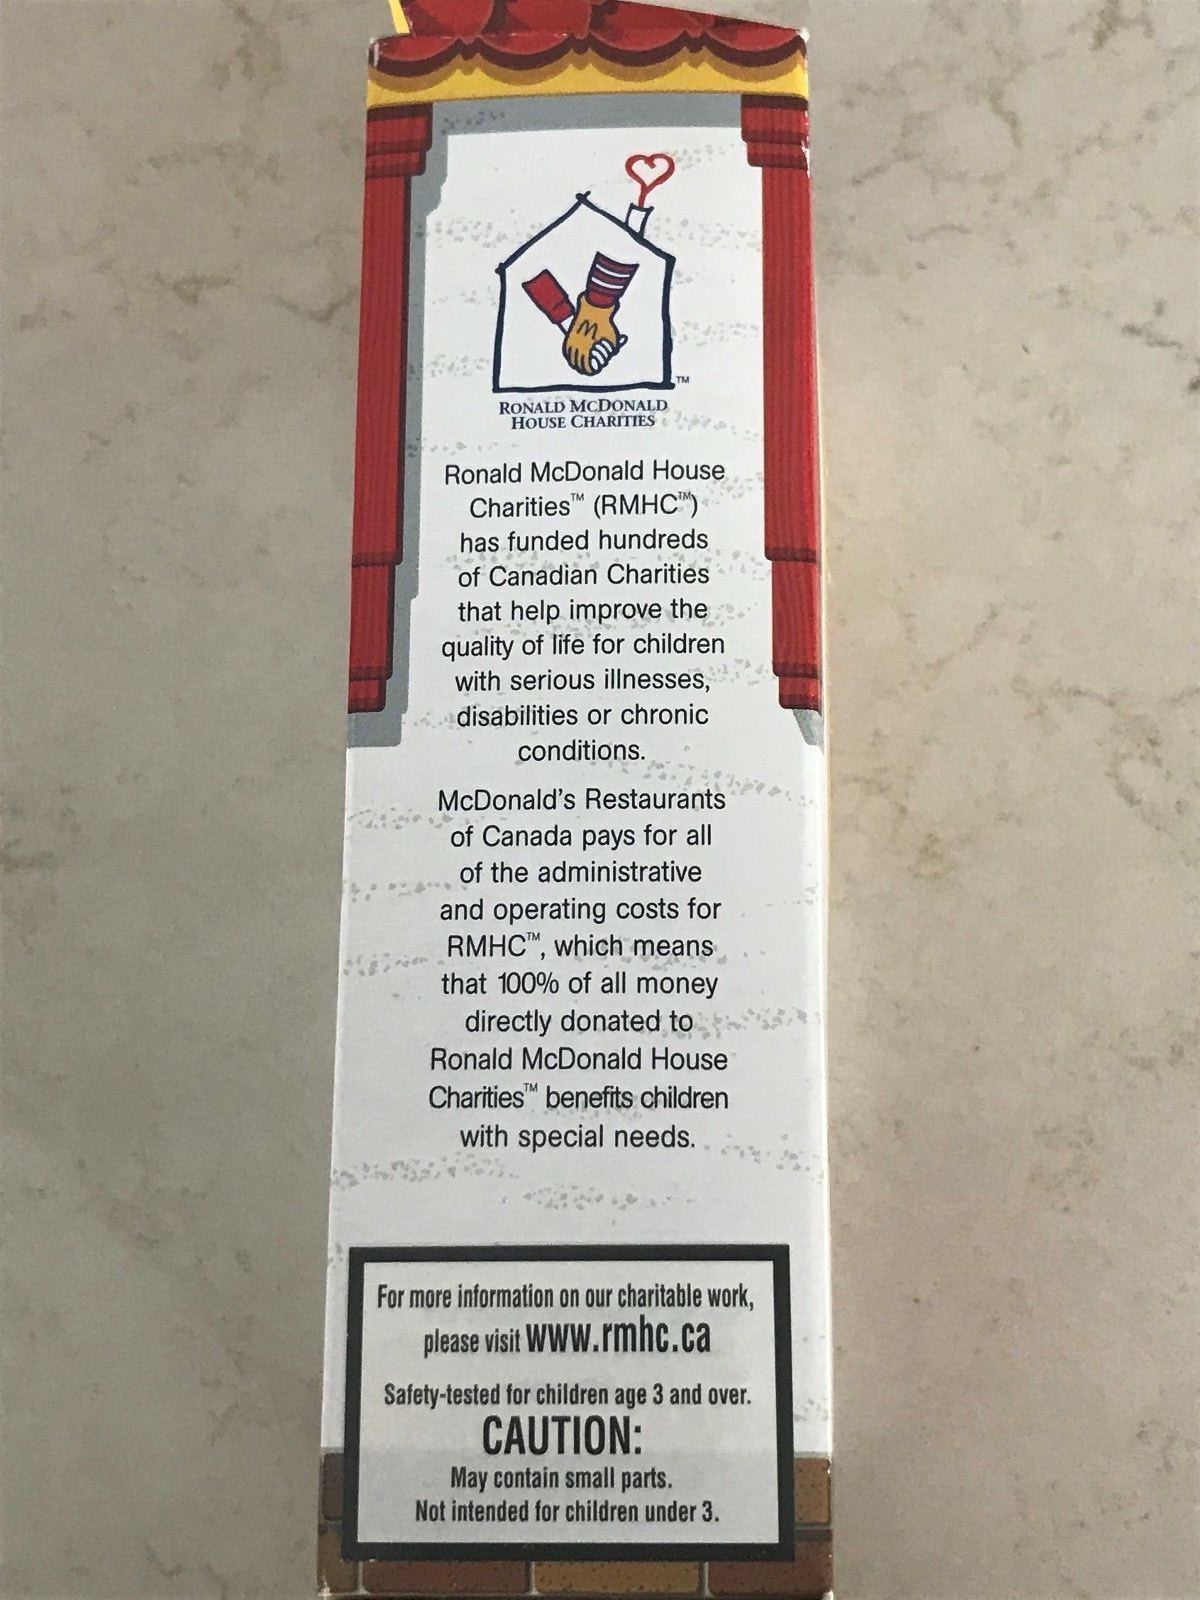 M
TM
RONALD MCDONALD
HOUSE CHARITIES
Ronald McDonald House
Charities™ (RMHC™)
has funded hundreds
of Canadian Charities
that help improve the
quality of life for children
with serious illnesses,
disabilities or chronic
conditions.
McDonald's Restaurants
of Canada pays for all
of the administrative
and operating costs for
RMHC™, which means
that 100% of all money
directly donated to
Ronald McDonald House
Charities™ benefits children
with special needs.
For more information on our charitable work,
please visit www.rmhc.ca
Safety-tested for children age 3 and over.
CAUTION:
May contain small parts.
Not intended for children under 3.